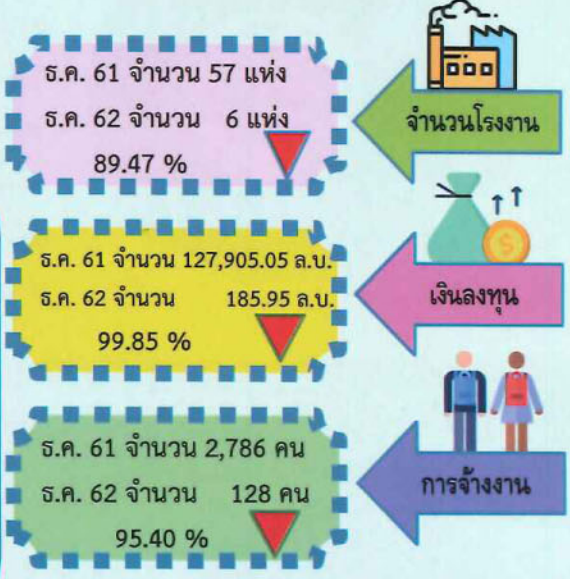 ธ.ค. 61 จำนวน 57 แห่ง
ธ.ค. 62 จำนวน 6 แห่ง
89.47 %
จำนวนโรงงาน
ธ.ค. 61 จำนวน 127,905.05 ล.บ.
ธ.ค. 62 จำนวน 185.95 ล.บ.
99.85 %
เงินลงทุน
ธ.ค. 61 จำนวน 2,786 คน
ธ.ค. 62 จำนวน 128 คน
95.40 %
การจ้างงาน